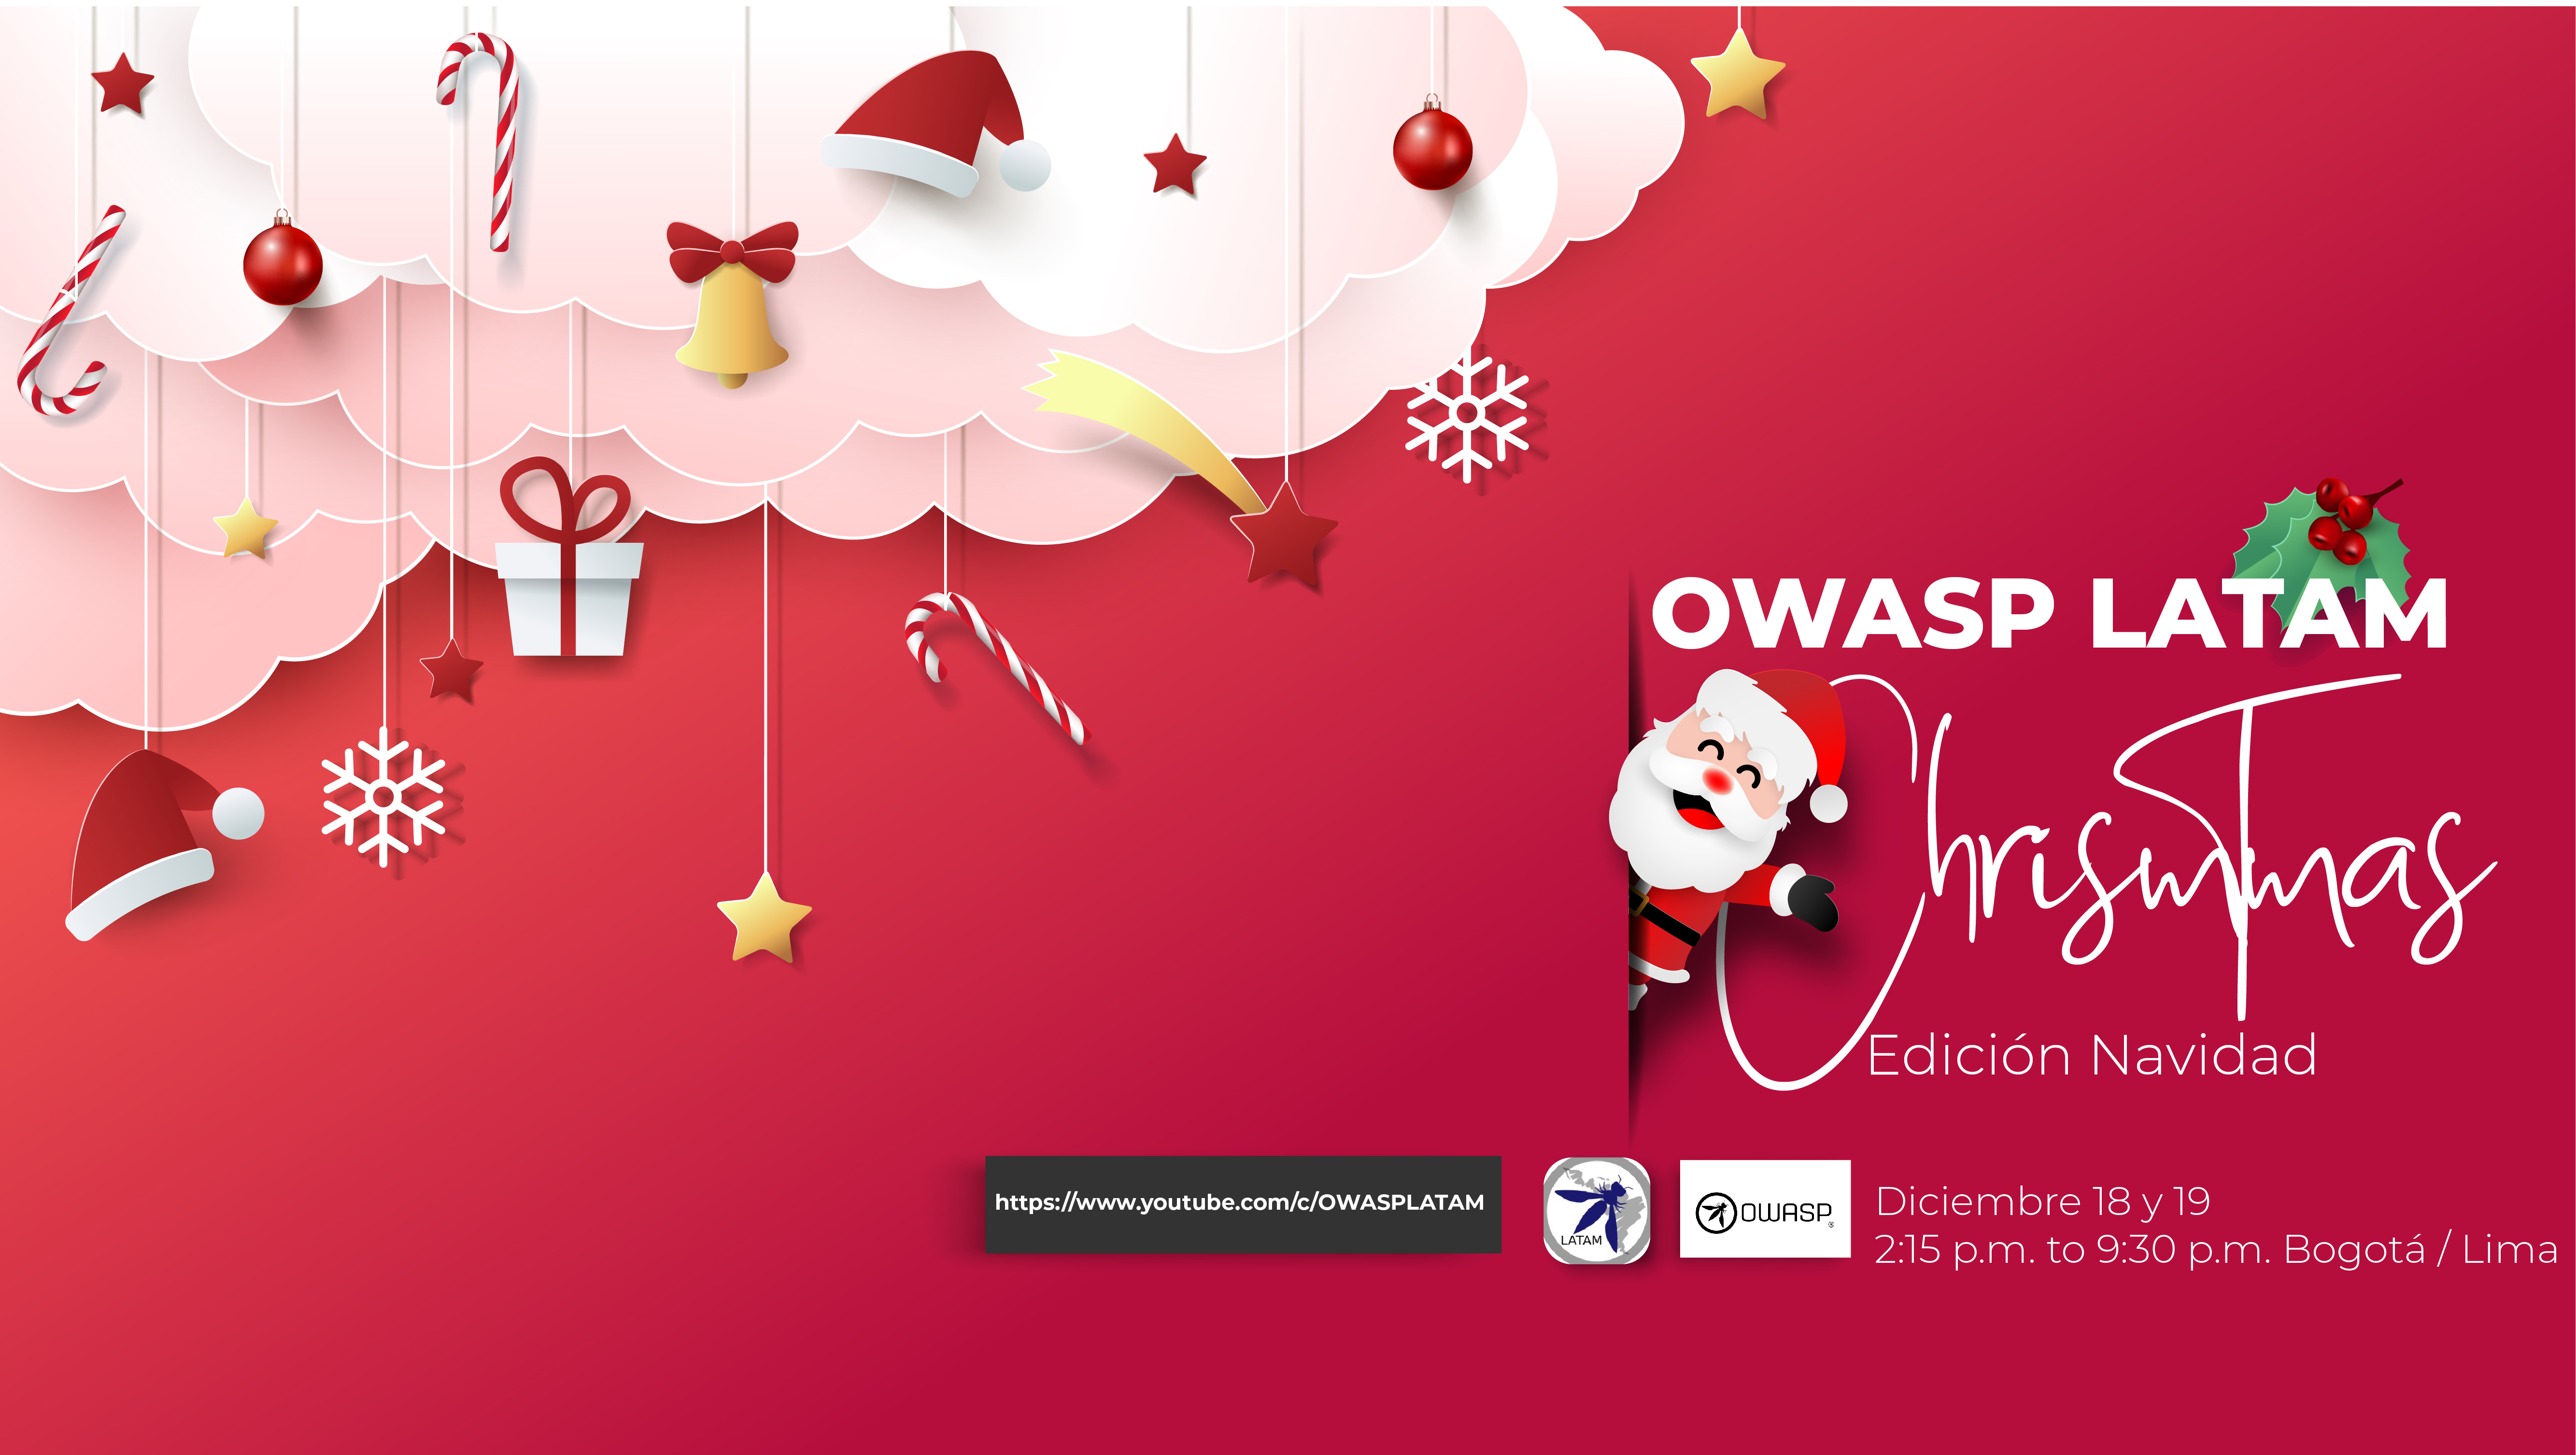 OWASP LATAM
Chrismtmas
Edición Navidad
https://www.youtube.com/c/OWASPLATAM
LATAM
OWASP
Diciembre 18 y 19
2:15 p.m. to 9:30 p.m. Bogotá / Lima